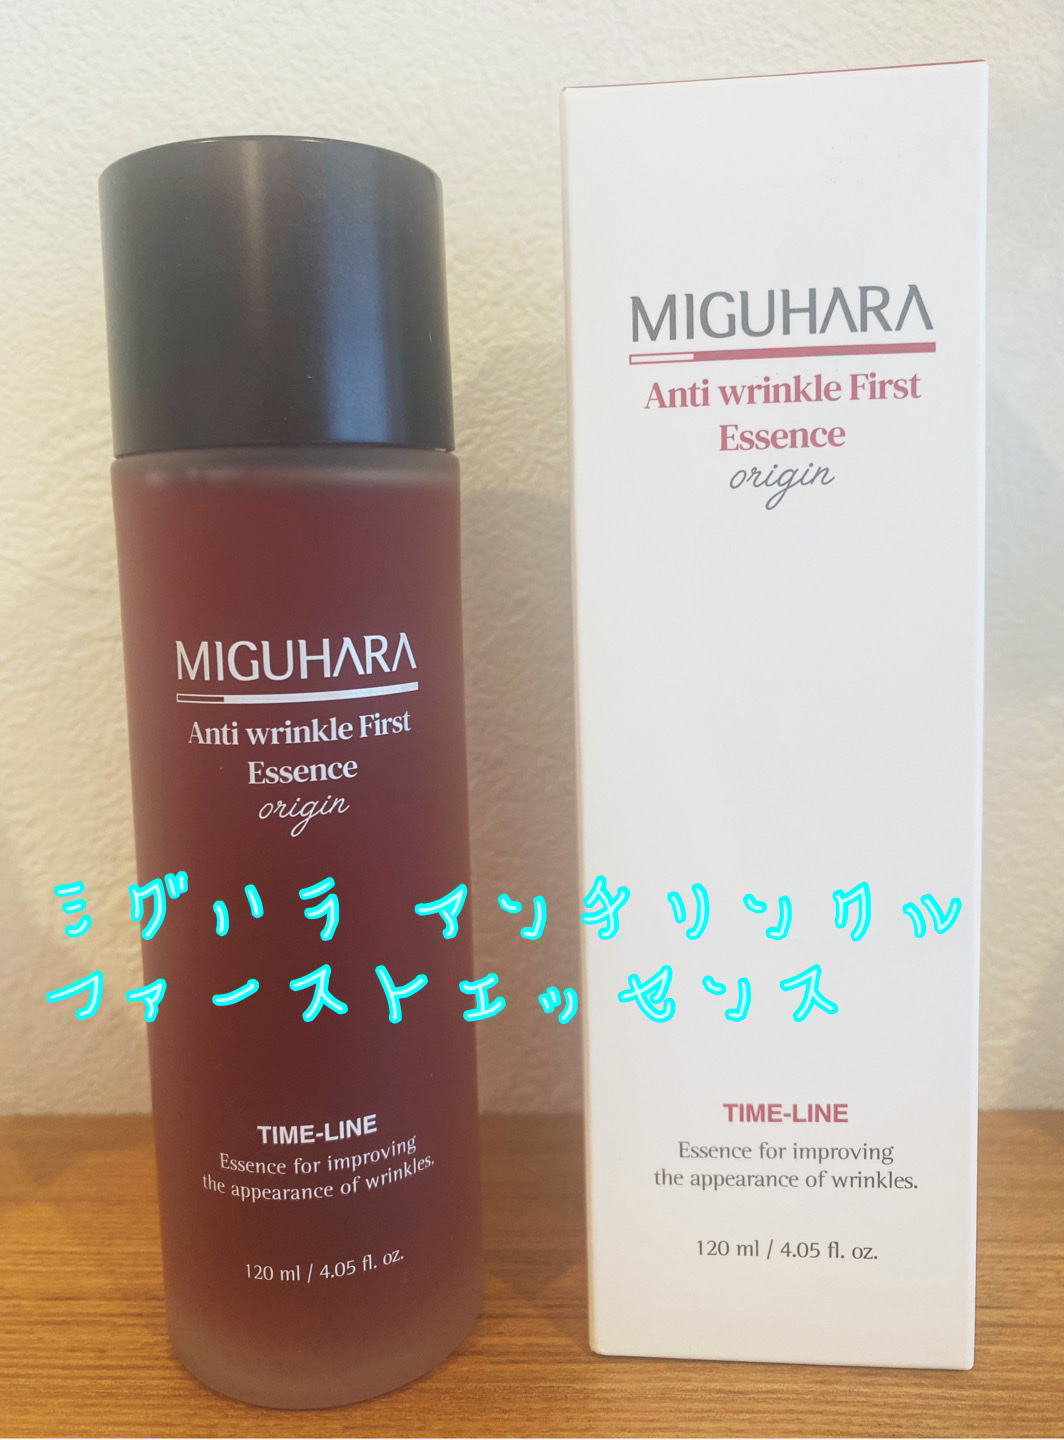 MIGUHARA
Anti wrinkle First
Essence
origin
MIGUHARA
Anti wrinkle First
Essence
origin
ミグハラ アンチリンクル
ファーストエッセンス
TIME-LINE
Essence for improving
the appearance of wrinkles.
120 ml / 4.05 fl. oz.
TIME-LINE
Essence for improving
the appearance of wrinkles.
120 ml / 4.05 fl. oz.